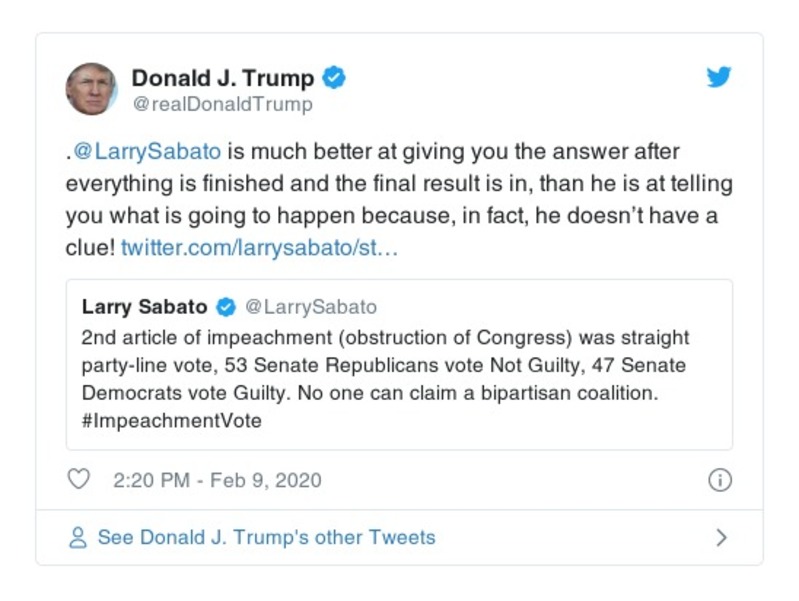 Donald J. Trump
@realDonaldTrump
.@LarrySabato is much better at giving you the answer after
everything is finished and the final result is in, than he is at telling
you what is going to happen because, in fact, he doesn’t have a
clue! twitter.com/larrysabato/st…
Larry Sabato @LarrySabato
2nd article of impeachment (obstruction of Congress) was straight
party-line vote, 53 Senate Republicans vote Not Guilty, 47 Senate
Democrats vote Guilty. No one can claim a bipartisan coalition.
#ImpeachmentVote
2:20 PM - Feb 9, 2020
See Donald J. Trump's other Tweets